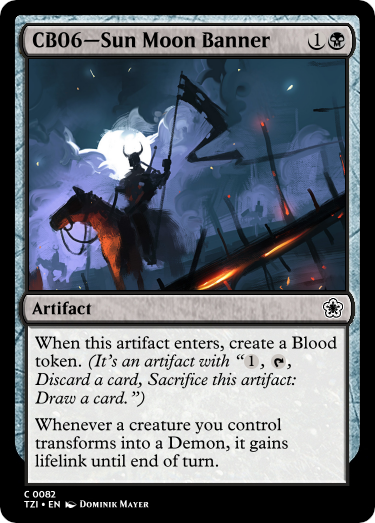 CB06—Sun Moon Banner 1
Artifact
When this artifact enters, create a Blood
token. (It's an artifact with “1, ,
Discard a card, Sacrifice this artifact:
Draw a card.”)
Whenever a creature you control
transforms into a Demon, it gains
lifelink until end of turn.
C 0082
TZI • EN Dominik Mayer